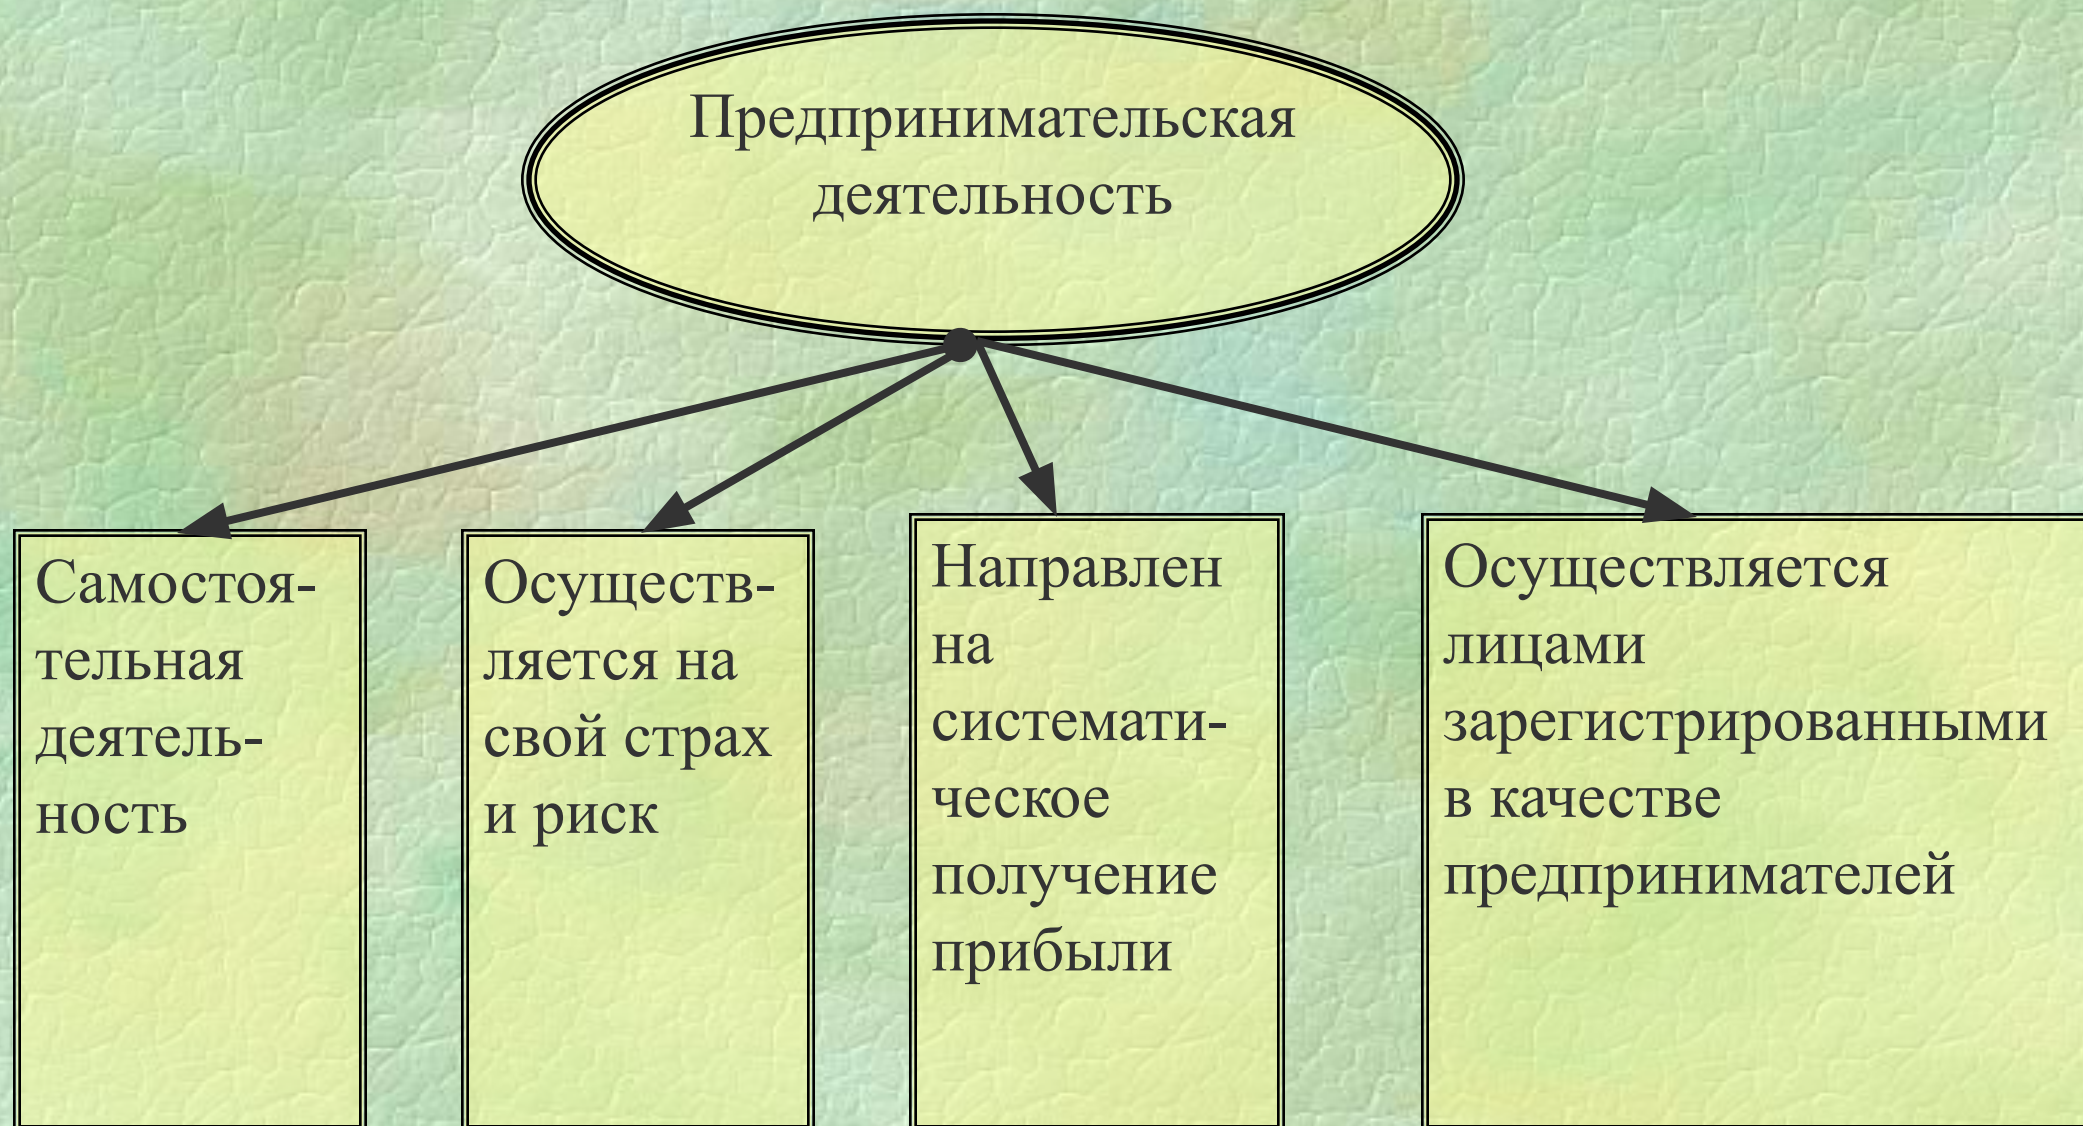 Предпринимательская
деятельность
Самостоя-
тельная
деятель-
ность
Осуществ-
ляется на
свой страх
и риск
Направлен
на
системати-
ческое
получение
прибыли
Осуществляется
лицами
зарегистрированными
в качестве
предпринимателей